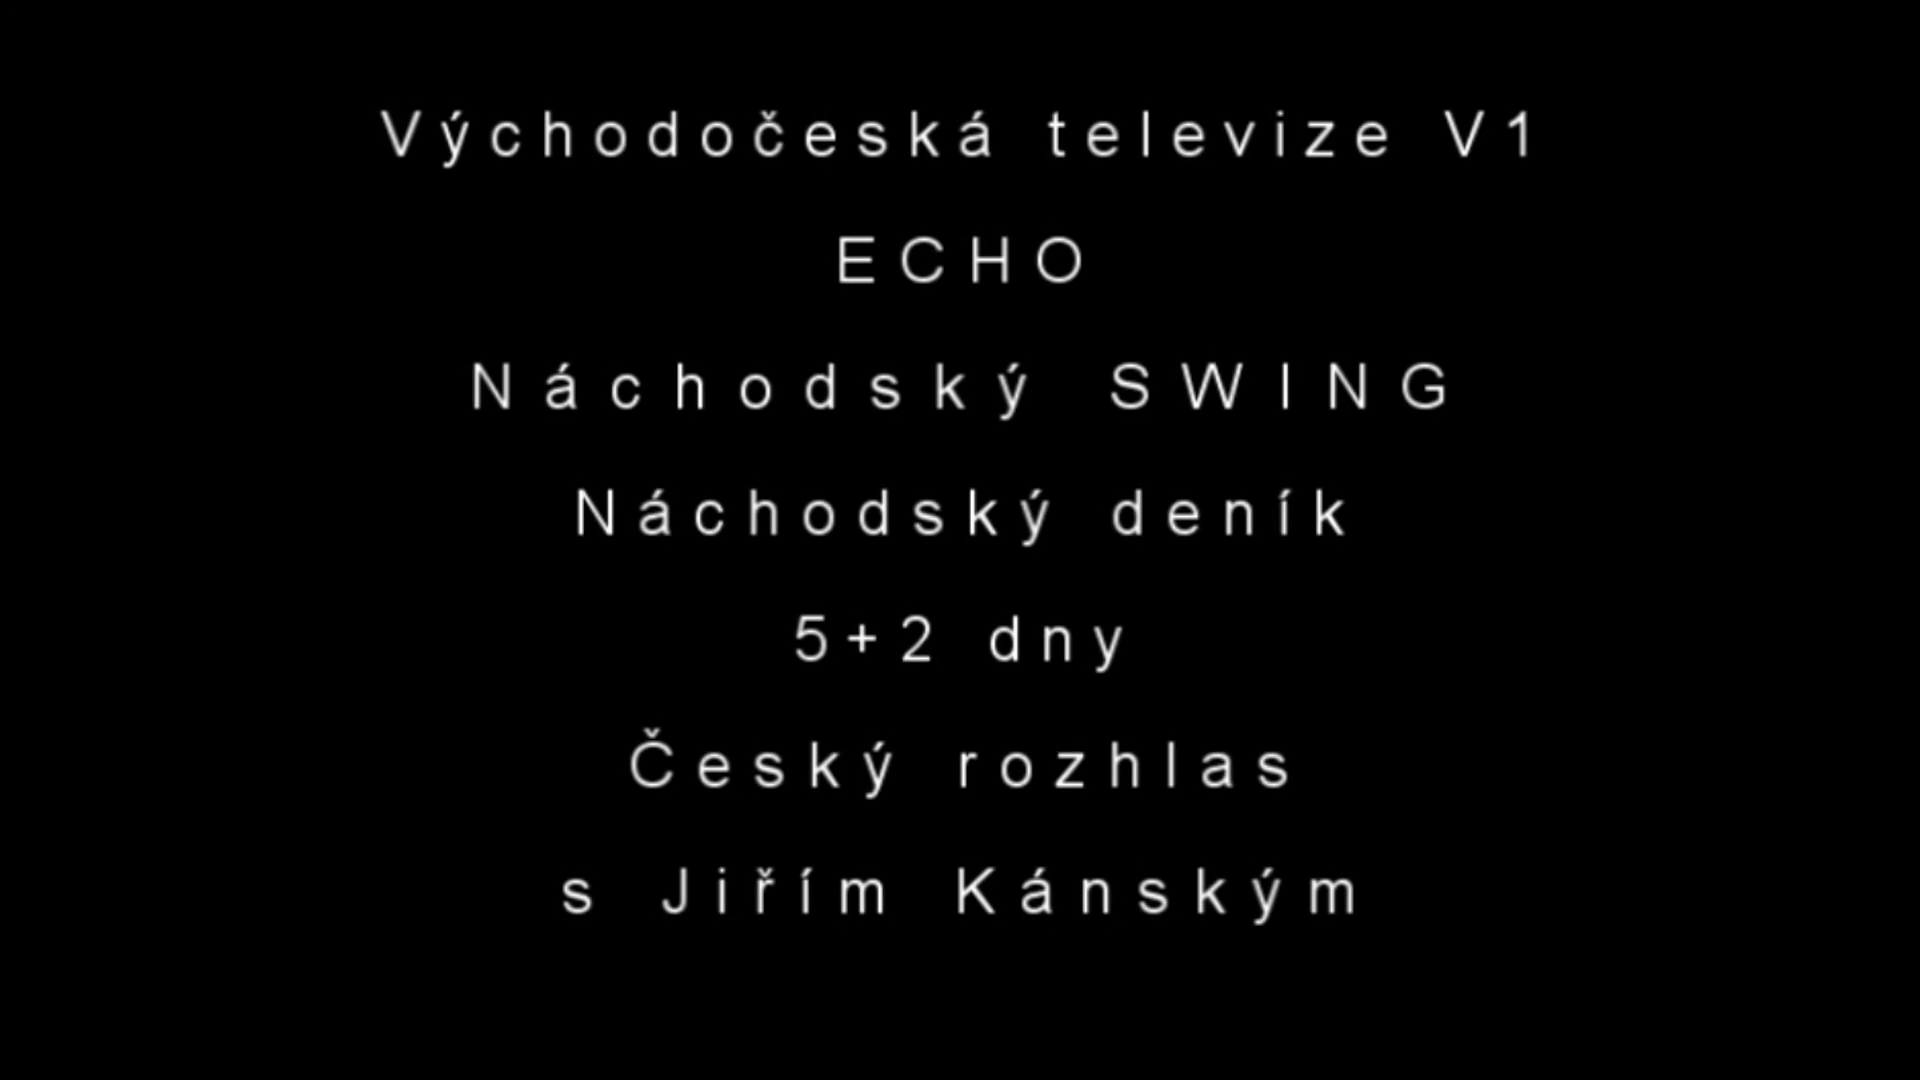 Východočeská televize V1
ECHO
Náchodský SWING
Náchodský deník
5+2 dny
Český rozhlas
s Jiřím Kánským